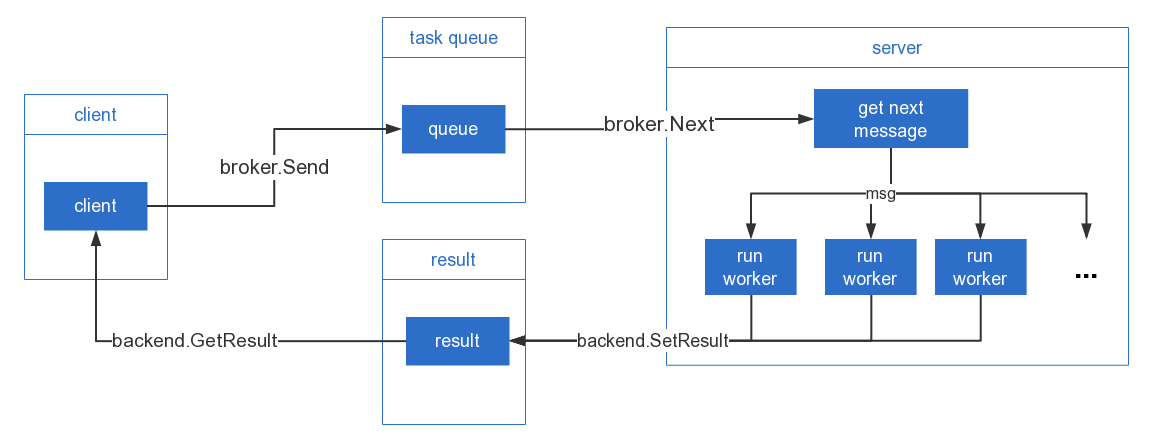 client
client
broker.Send
task queue
queue
broker.Next
server
get next
message
msg
run
worker
run
worker
run
worker
...
backend.SetResult
result
result
backend.GetResult